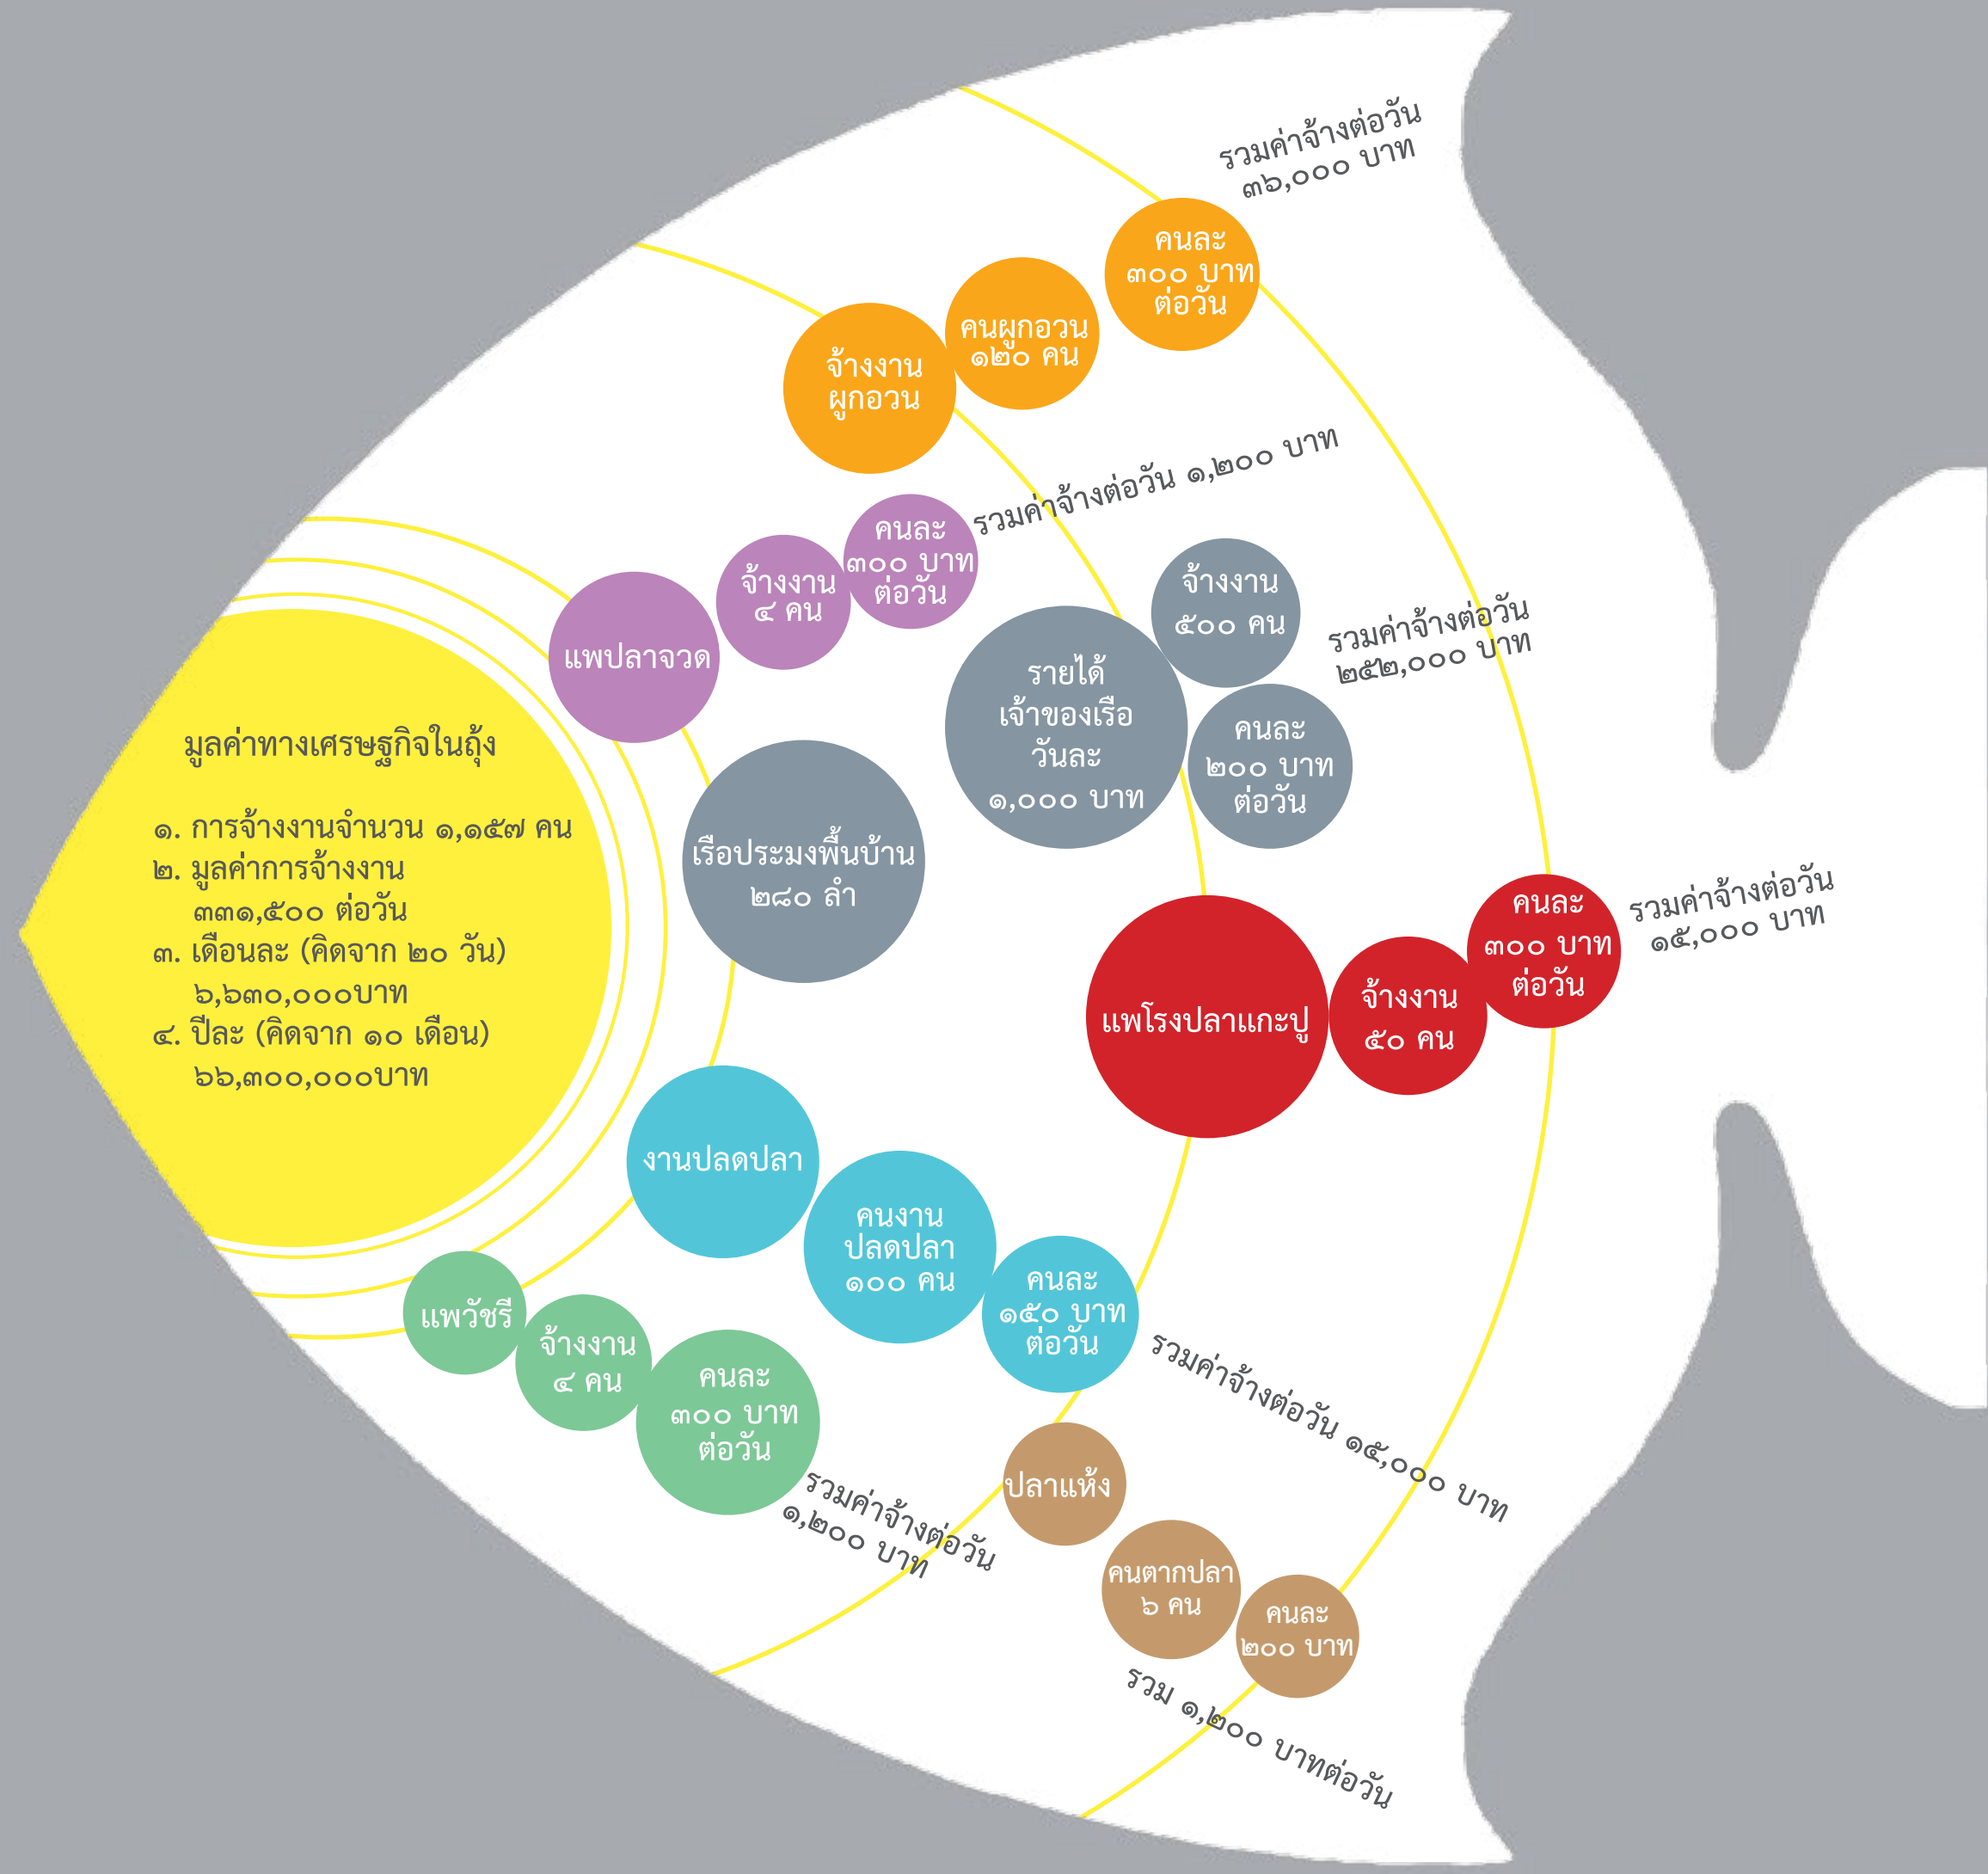 รวมค่าจ้างต่อวัน
๓๖,๐๐๐ บาท
คนละ
๓๐๐ บาท
ต่อวัน
คนผูกอวน
๑๒๐ คน
จ้างงาน
ผูกอวน
รวมค่าจ้างต่อวัน ๑,๒๐๐ บาท
คนละ
๓๐๐ บาท
ต่อวัน
จ้างงาน
๔ คน
แพปลาจวด
จ้างงาน
๕๐๐ คน
รวมค่าจ้างต่อวัน
๒๕๒,๐๐๐ บาท
รายได้
เจ้าของเรือ
วันละ
๑,๐๐๐ บาท
คนละ
๒๐๐ บาท
ต่อวัน
เรือประมงพื้นบ้าน
๒๘๐ ลำ
มูลค่าทางเศรษฐกิจในถุ้ง
๑. การจ้างงานจำนวน ๑,๑๕๗ คน
๒. มูลค่าการจ้างงาน
๓๓๑,๕๐๐ ต่อวัน
๓. เดือนละ (คิดจาก ๒๐ วัน)
๖,๖๓๐,๐๐๐บาท
๔. ปีละ (คิดจาก ๑๐ เดือน)
๖๖,๓๐๐,๐๐๐บาท
แพโรงปลาแกะปู
จ้างงาน
๕๐ คน
คนละ
๓๐๐ บาท
ต่อวัน
รวมค่าจ้างต่อวัน
๑๕,๐๐๐ บาท
งานปลดปลา
คนงาน
ปลดปลา
๑๐๐ คน
คนละ
๑๕๐ บาท
ต่อวัน
รวมค่าจ้างต่อวัน ๑๕,๐๐๐ บาท
แพวัชรี
จ้างงาน
๔ คน
คนละ
๓๐๐ บาท
ต่อวัน
รวมค่าจ้างต่อวัน
๑,๒๐๐ บาท
ปลาแห้ง
คนตากปลา
๖ คน
คนละ
๒๐๐ บาท
รวม ๑,๒๐๐ บาทต่อวัน